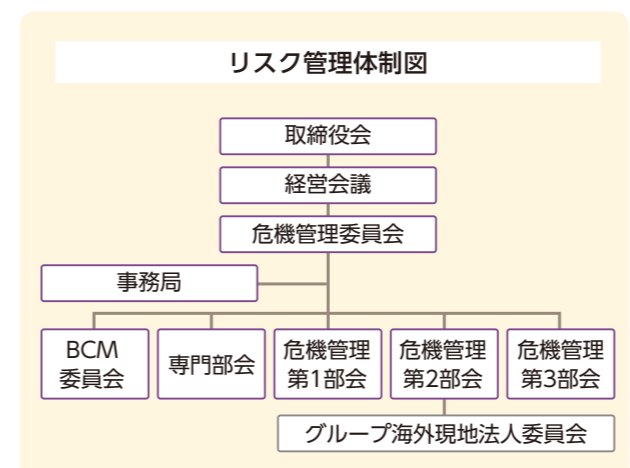 リスク管理体制図
取締役会
経営会議
危機管理委員会
事務局
BCM
委員会
専門部会
危機管理
第1部会
危機管理
第2部会
危機管理
第3部会
グループ海外現地法人委員会